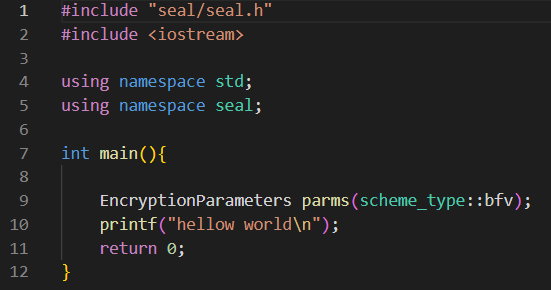 1 #include "seal/seal.h"
2 #include <iostream>
3
4 using namespace std;
5 using namespace seal;
6
7 int main(){
8
9 EncryptionParameters parms(scheme_type::bfv);
10 printf("hellow world\n");
11 return 0;
12 }